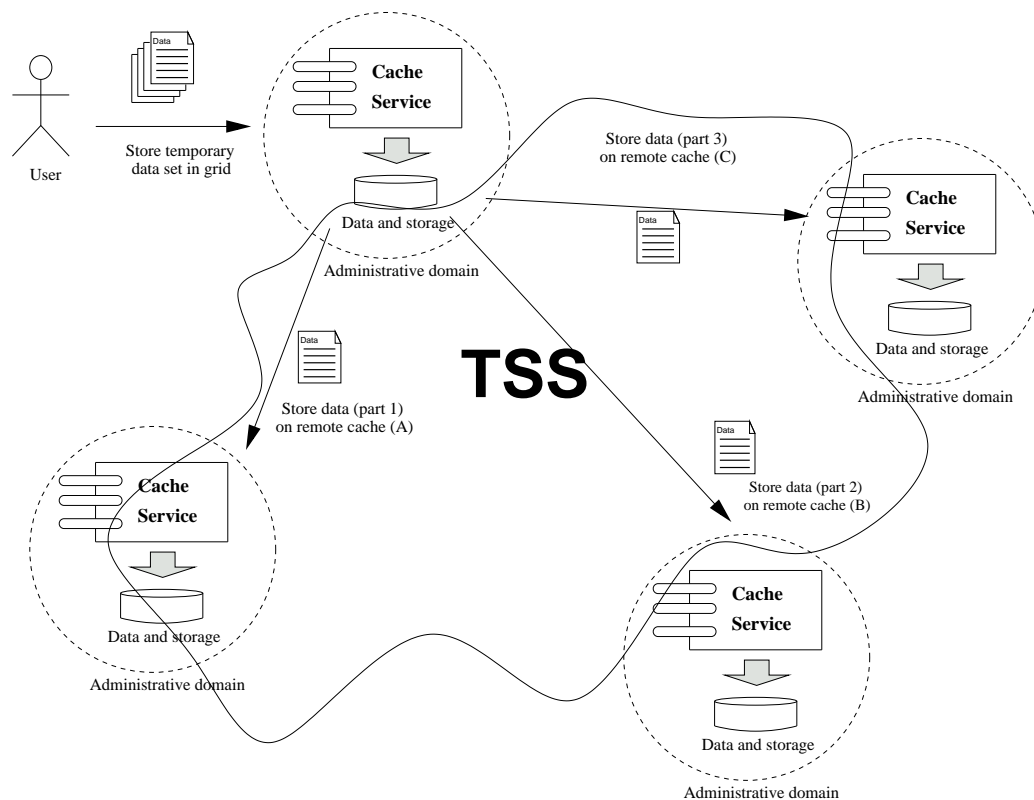 Data
Cache
Service
Store temporary
data set in grid
User
Data and storage
Administrative domain
Store data (part 3)
on remote cache (C)
Data
Cache
Service
Data and storage
Administrative domain
TSS
Data
Store data (part 1)
on remote cache (A)
Data
Store data (part 2)
on remote cache (B)
Cache
Service
Data and storage
Administrative domain
Cache
Service
Data and storage
Administrative domain